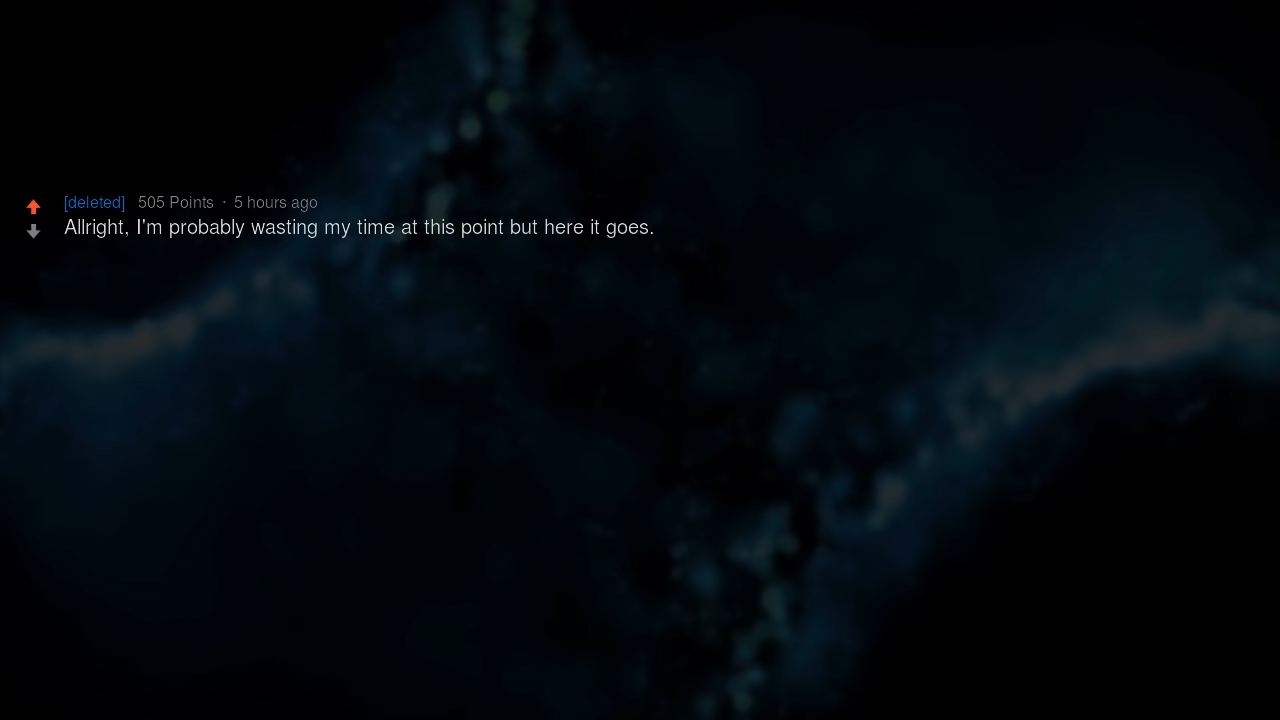 [deleted] 505 Points · 5 hours ago
Allright, I'm probably wasting my time at this point but here it goes.